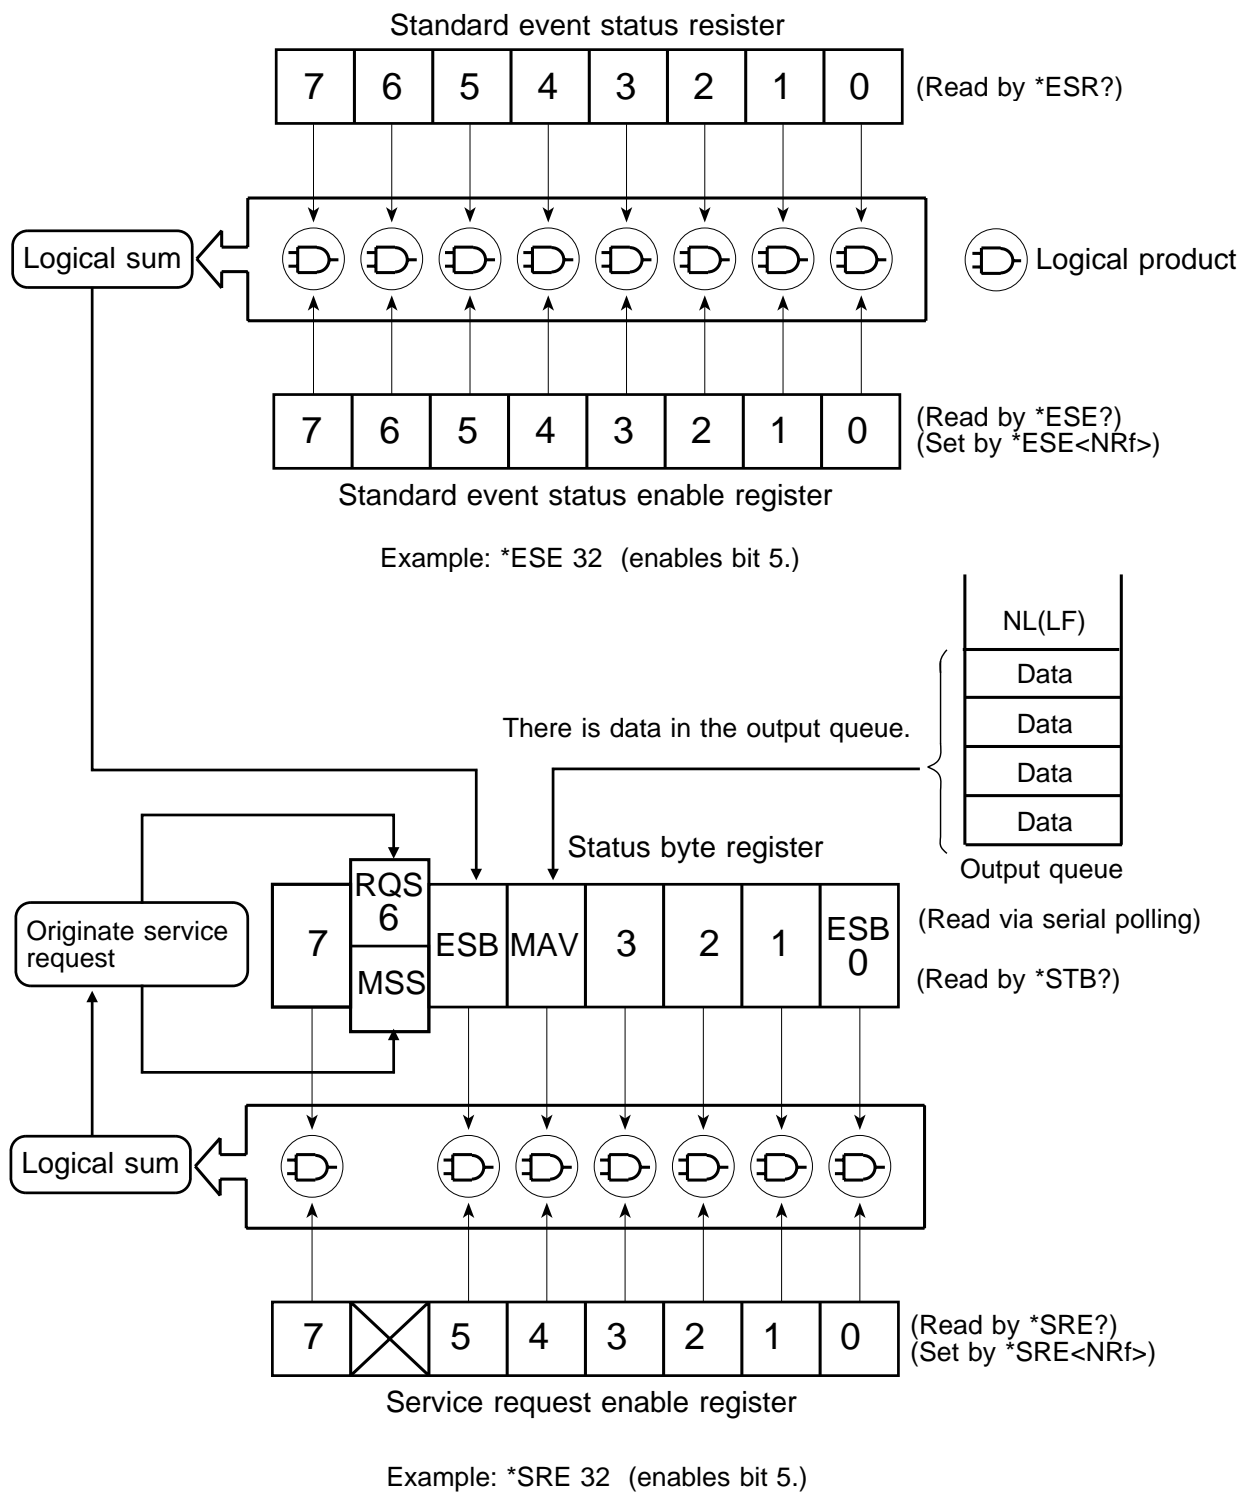 Standard event status resister
7 6 5 4 3 2 1 0
(Read by *ESR?)
Logical sum
Logical product
7 6 5 4 3 2 1 0
(Read by *ESE?)
(Set by *ESE<NRf>)
Standard event status enable register
Example: *ESE 32 (enables bit 5.)
NL(LF)
Data
Data
Data
Data
Output queue
There is data in the output queue.
Status byte register
Originate service
request
7
RQS
6
MSS
ESB
MAV
3
2
1
ESB
0
(Read via serial polling)
(Read by *STB?)
Logical sum
7 5 4 3 2 1 0
(Read by *SRE?)
(Set by *SRE<NRf>)
Service request enable register
Example: *SRE 32 (enables bit 5.)